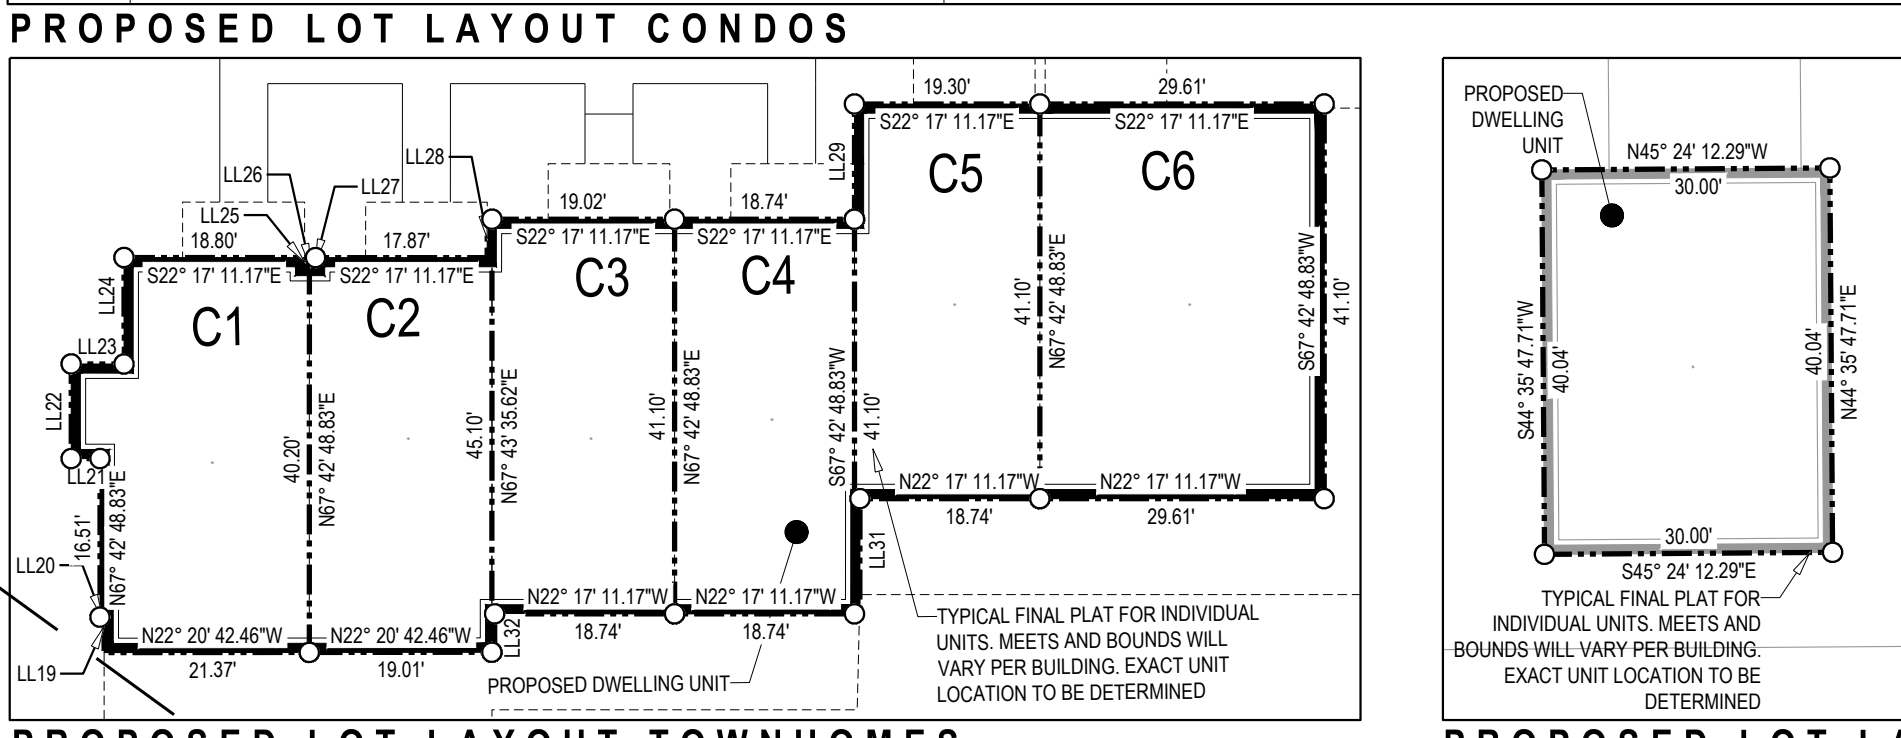 PROPOSED LOT LAYOUT CONDOS
19.30'
29.61'
S22° 17' 11.17"E
S22° 17' 11.17"E
LL29
C5
C6
LL28
LL26
LL27
LL25
19.02'
18.74'
18.80'
17.87'
S22° 17' 11.17"E
S22° 17' 11.17"E
S22° 17' 11.17"E
S22° 17' 11.17"E
LL24
C1
C2
C3
C4
LL23
LL22
LL21
41.10'
N67° 42' 48.83"E
S67° 42' 48.83"W
41.10'
40.20'
N67° 42' 48.83"E
45.10'
N67° 43' 35.62"E
41.10'
N67° 42' 48.83"E
S67° 42' 48.83"W
41.10'
16.51'
N67° 42' 48.83"E
N22° 17' 11.17"W
N22° 17' 11.17"W
18.74'
29.61'
LL31
LL20
LL19
N22° 17' 11.17"W
N22° 17' 11.17"W
18.74'
18.74'
LL32
N22° 20' 42.46"W
N22° 20' 42.46"W
21.37'
19.01'
PROPOSED DWELLING UNIT
TYPICAL FINAL PLAT FOR INDIVIDUAL
UNITS. MEETS AND BOUNDS WILL
VARY PER BUILDING. EXACT UNIT
LOCATION TO BE DETERMINED
PROPOSED
DWELLING
UNIT
N45° 24' 12.29"W
30.00'
S44° 35' 47.71"W
40.04'
40.04'
N44° 35' 47.71"E
30.00'
S45° 24' 12.29"E
TYPICAL FINAL PLAT FOR
INDIVIDUAL UNITS. MEETS AND
BOUNDS WILL VARY PER BUILDING.
EXACT UNIT LOCATION TO BE
DETERMINED
PROPOSED LOT LAYOUT TOWNHOMES
PROPOSED LOT LA